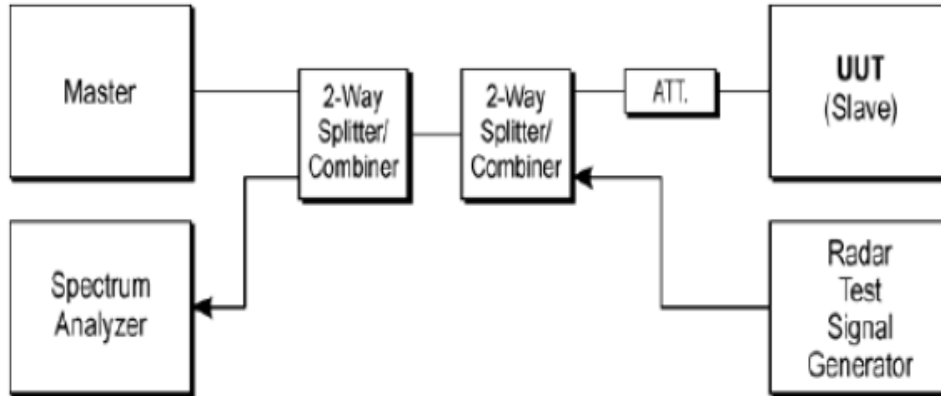 Master
2-Way
Splitter/
Combiner
2-Way
Splitter/
Combiner
ATT.
UUT
(Slave)
Spectrum
Analyzer
Radar
Test
Signal
Generator